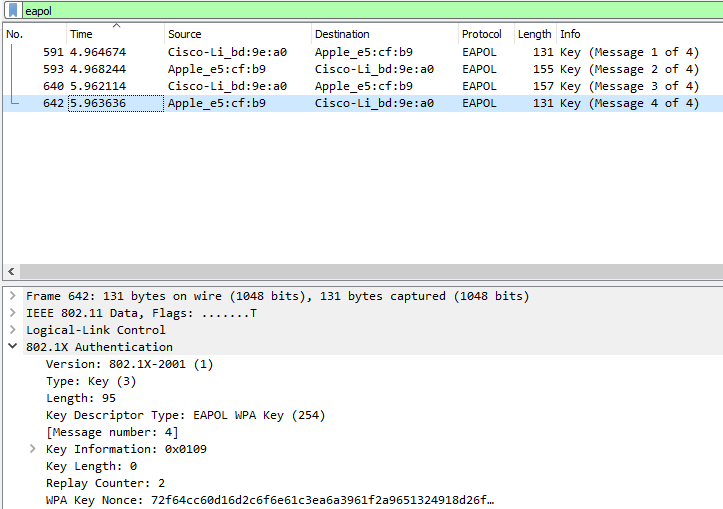 eapol
No. Time Source Destination Protocol Length Info
591 4.964674 Cisco-Li_bd:9e:a0 Apple_e5:cf:b9 EAPOL 131 Key (Message 1 of 4)
593 4.968244 Apple_e5:cf:b9 Cisco-Li_bd:9e:a0 EAPOL 155 Key (Message 2 of 4)
640 5.962114 Cisco-Li_bd:9e:a0 Apple_e5:cf:b9 EAPOL 157 Key (Message 3 of 4)
642 5.963636 Apple_e5:cf:b9 Cisco-Li_bd:9e:a0 EAPOL 131 Key (Message 4 of 4)
Frame 642: 131 bytes on wire (1048 bits), 131 bytes captured (1048 bits)
IEEE 802.11 Data, Flags: .......T
Logical-Link Control
802.1X Authentication
Version: 802.1X-2001 (1)
Type: Key (3)
Length: 95
Key Descriptor Type: EAPOL WPA Key (254)
[Message number: 4]
Key Information: 0x0109
Key Length: 0
Replay Counter: 2
WPA Key Nonce: 72f64cc60d16d2c6f6e61c3ea6a3961f2a9651324918d26f…